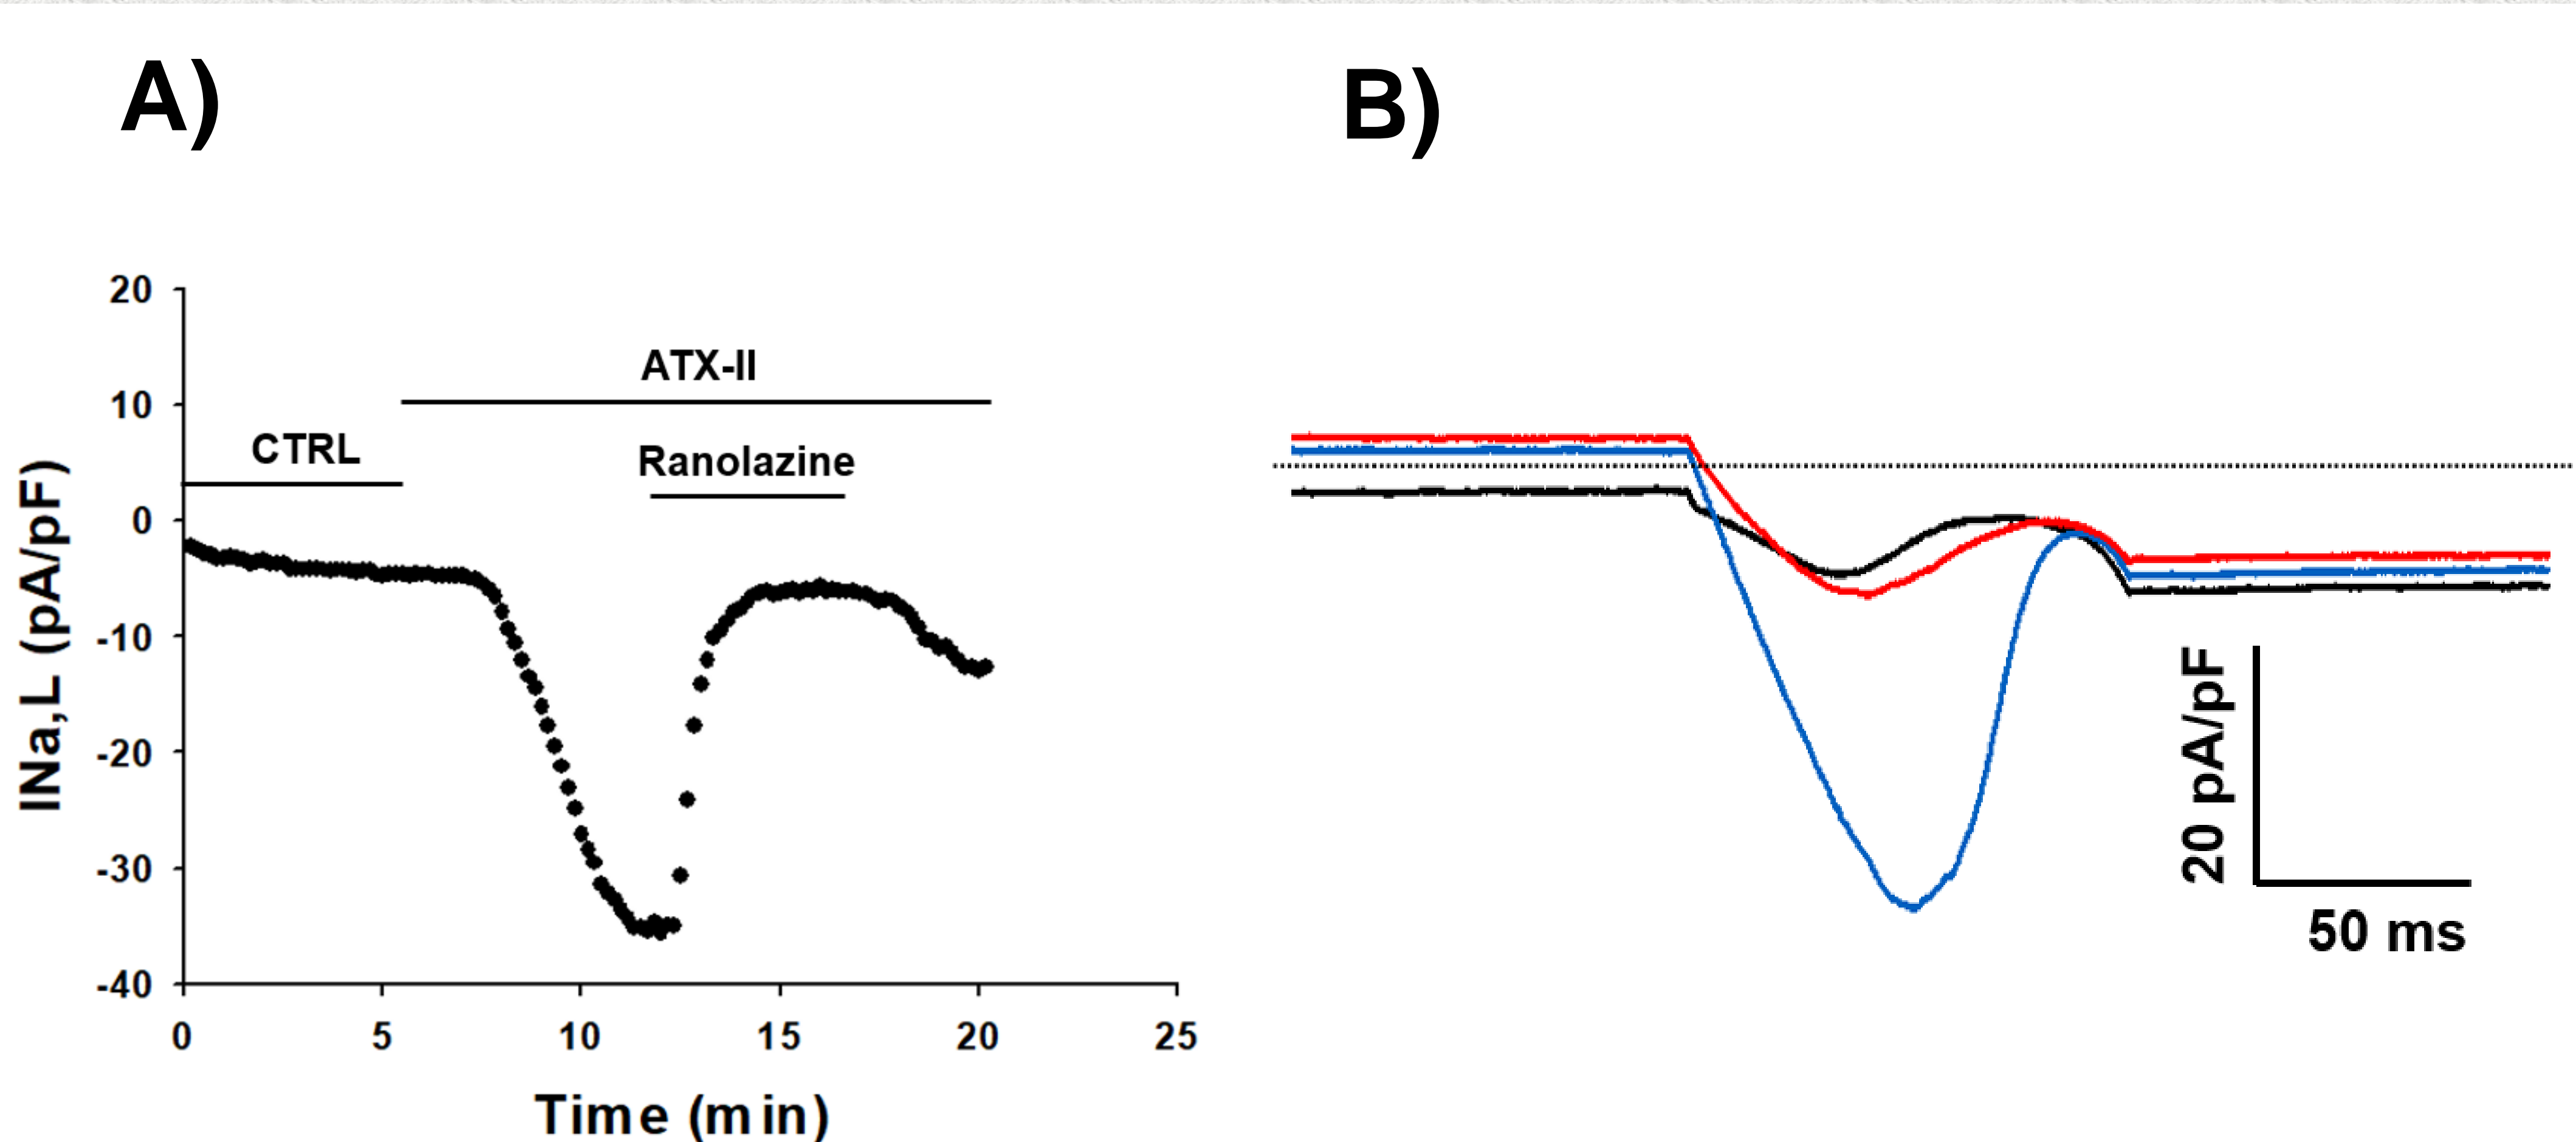 A)
B)
20
10
0
-10
-20
-30
-40
INa,L (pA/pF)
ATX-II
CTRL
Ranolazine
0 5 10 15 20 25
Time (min)
20 pA/pF
50 ms